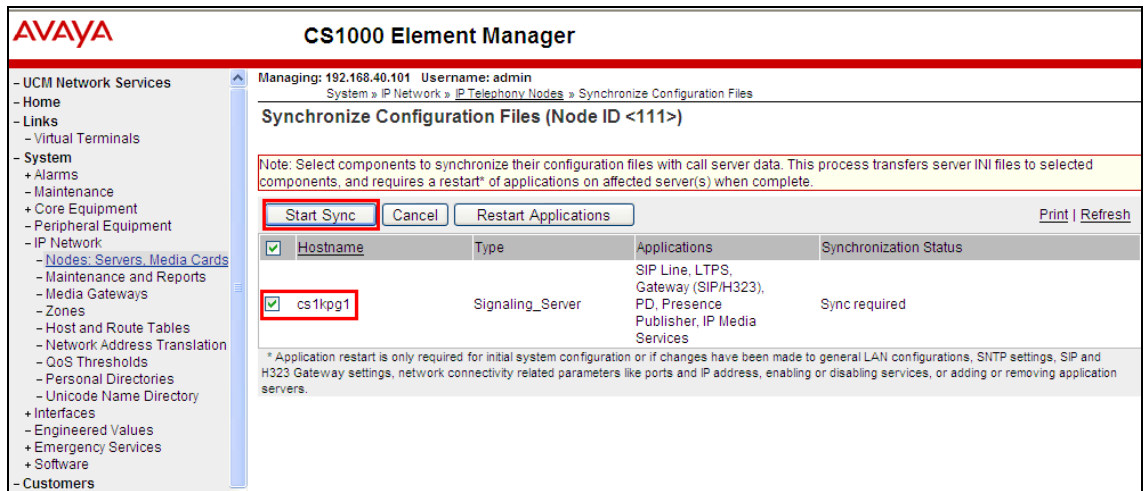 AVAYA
CS1000 Element Manager
- UCM Network Services
- Home
- Links
- Virtual Terminals
- System
+ Alarms
- Maintenance
+ Core Equipment
- Peripheral Equipment
- IP Network
- Nodes: Servers, Media Cards
- Maintenance and Reports
- Media Gateways
- Zones
- Host and Route Tables
- Network Address Translation
- QoS Thresholds
- Personal Directories
- Unicode Name Directory
+ Interfaces
- Engineered Values
+ Emergency Services
+ Software
- Customers
Managing: 192.168.40.101 Username: admin
System » IP Network » IP Telephony Nodes » Synchronize Configuration Files
Synchronize Configuration Files (Node ID <111>)
Note: Select components to synchronize their configuration files with call server data. This process transfers server INI files to selected
components, and requires a restart* of applications on affected server(s) when complete.
Start Sync Cancel Restart Applications Print | Refresh
Hostname Type Applications Synchronization Status
SIP Line, LTPS,
Gateway (SIP/H323),
cs1kpg1 Signaling_Server PD, Presence Sync required
Publisher, IP Media
Services
* Application restart is only required for initial system configuration or if changes have been made to general LAN configurations, SNTP settings, SIP and
H323 Gateway settings, network connectivity related parameters like ports and IP address, enabling or disabling services, or adding or removing application
servers.